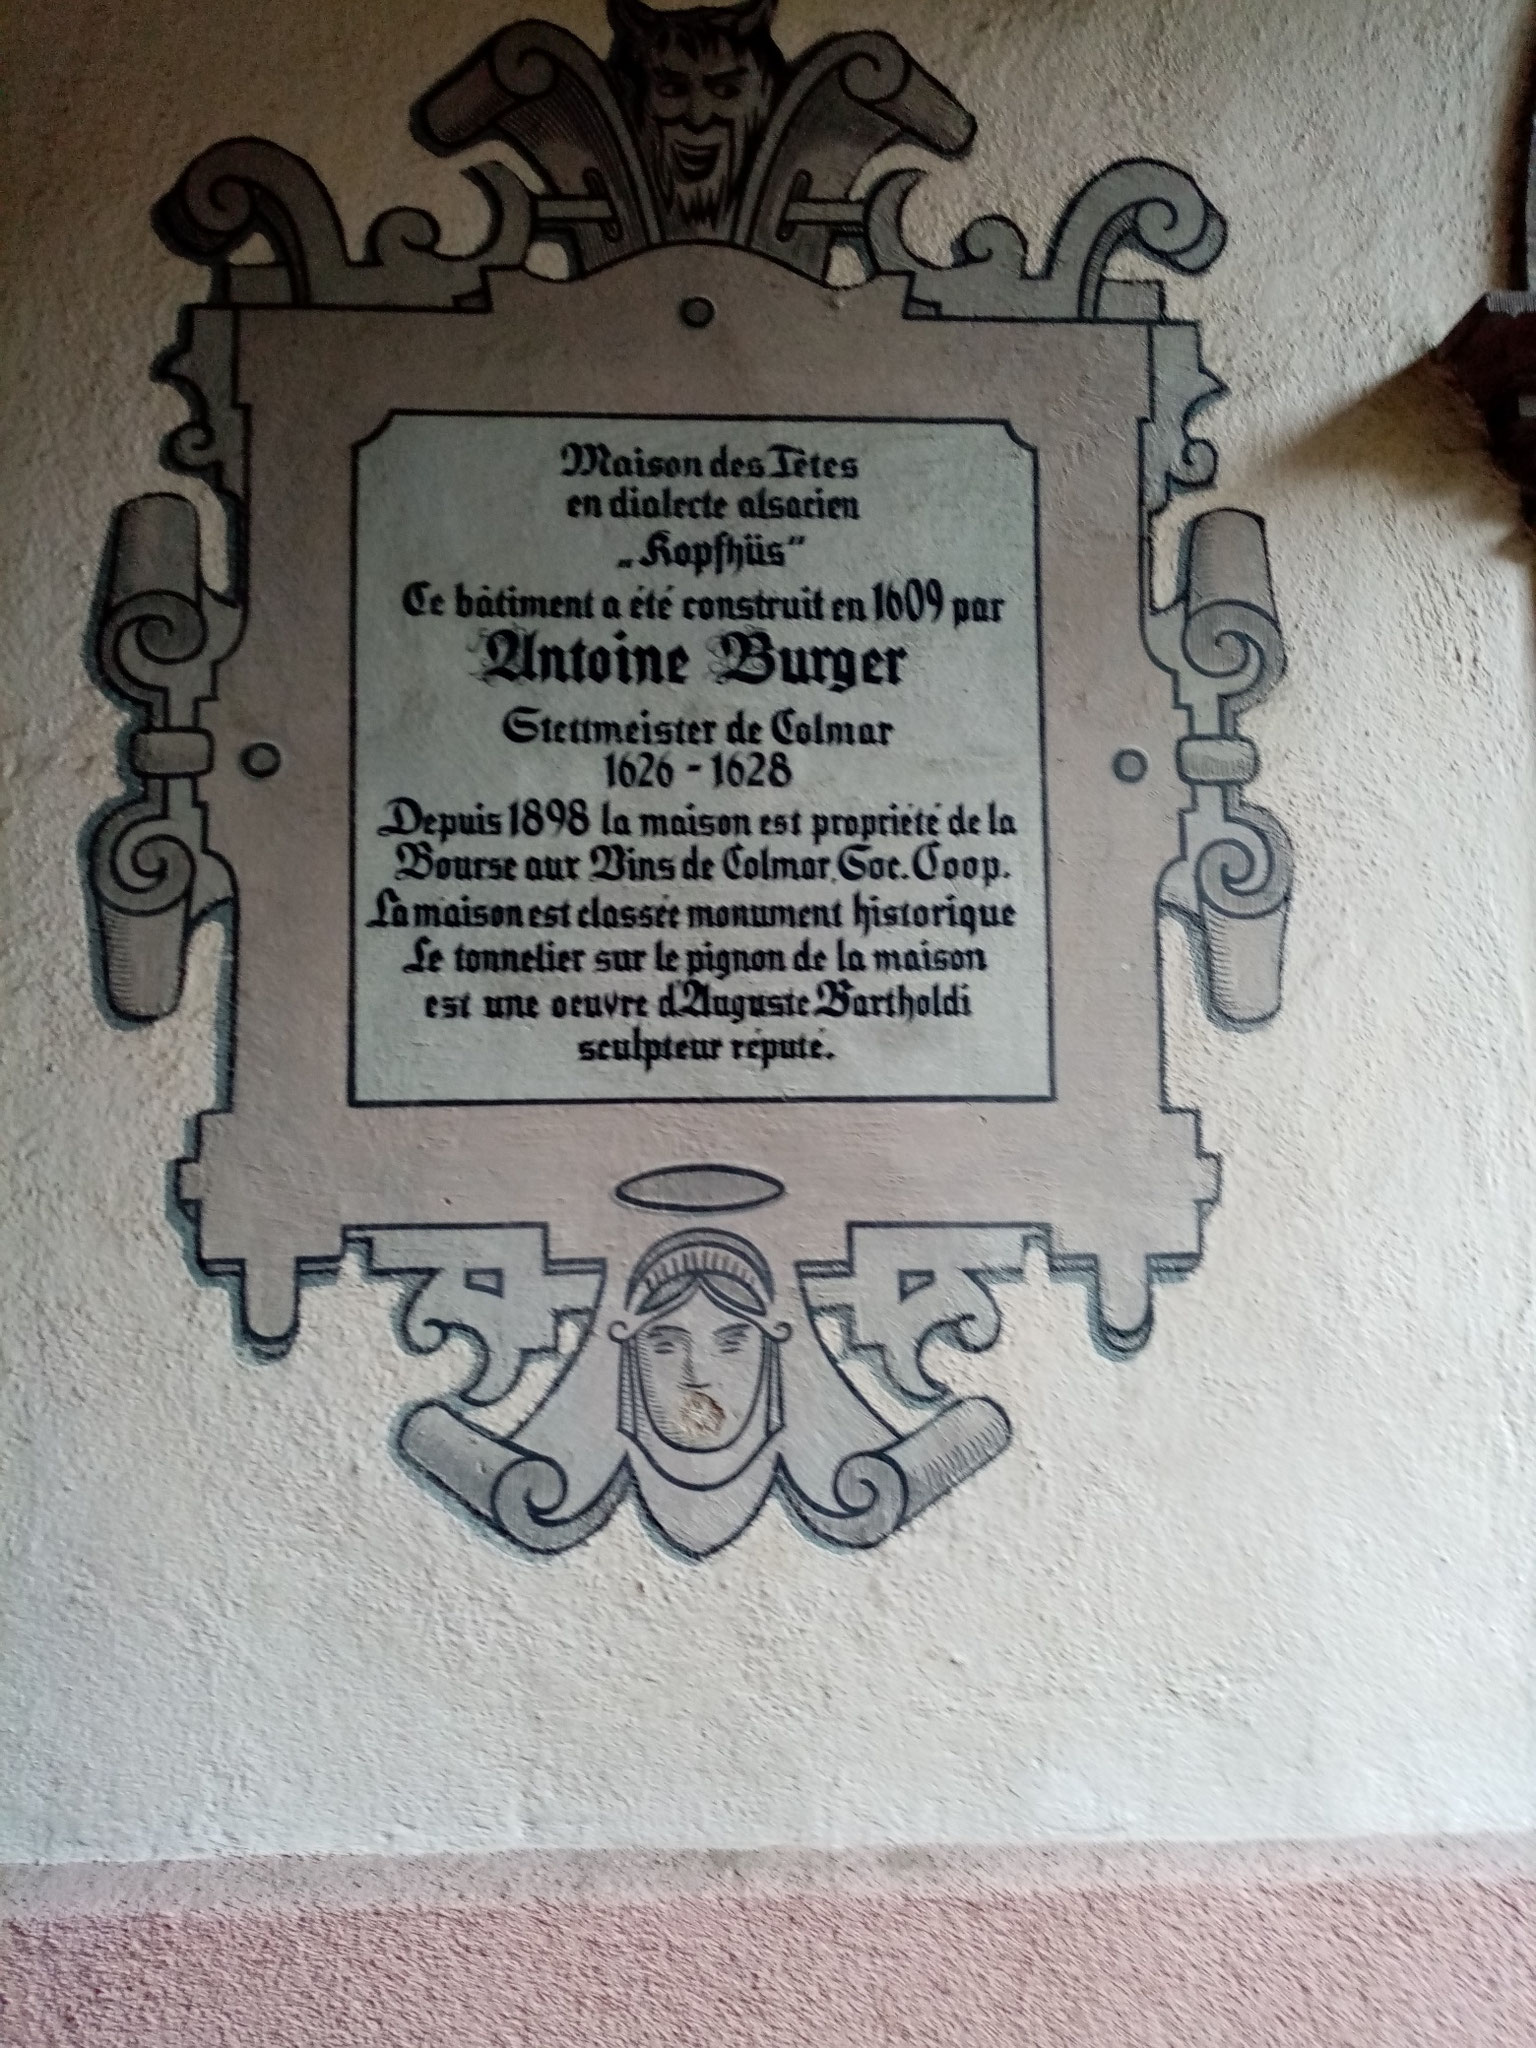 Maison des Têtes
en dialecte alsacien
„Kopfhüs”
Ce bâtiment a été construit en 1609 par
Antoine Burger
Stettmeister de Colmar
1626 - 1628
Depuis 1898 la maison est propriété de la
Bourse aux Vins de Colmar, Soc. Coop.
La maison est classée monument historique
Le tonnelier sur le pignon de la maison
est une oeuvre d'Auguste Bartholdi
sculpteur réputé.